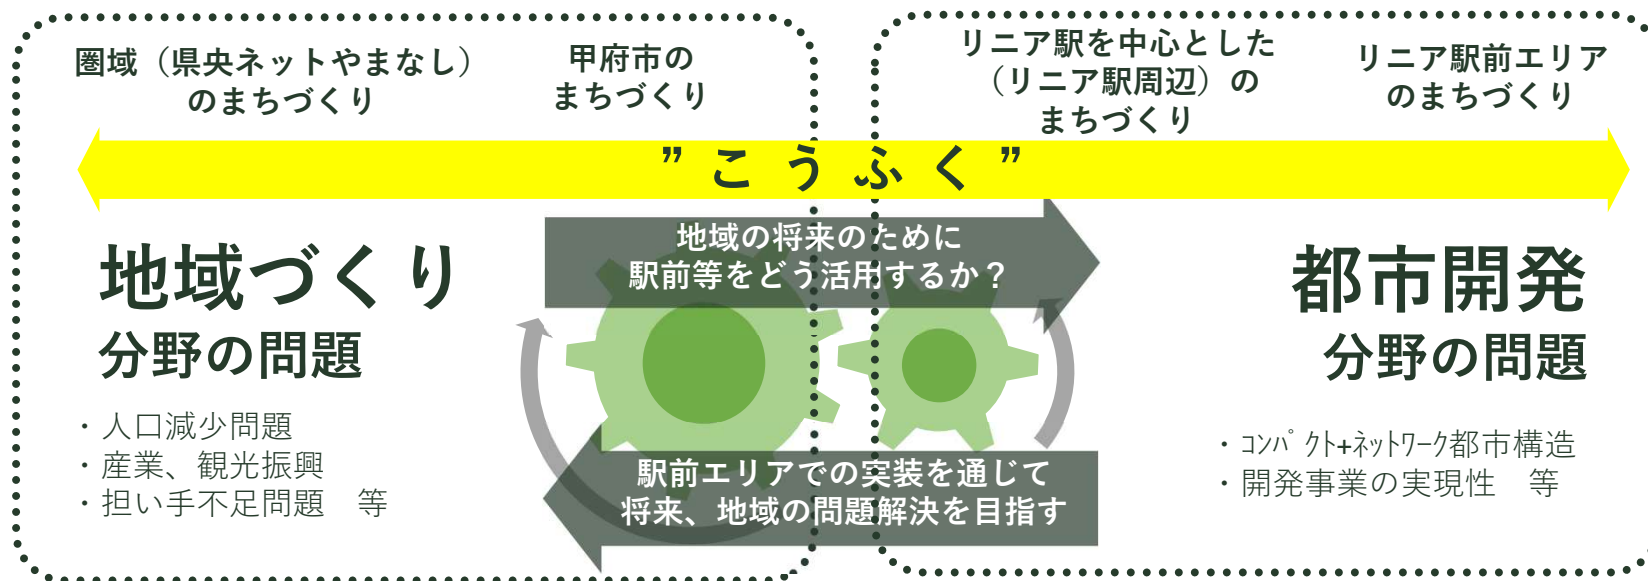 圏域（県央ネットやまなし）
のまちづくり
甲府市の
まちづくり
リニア駅を中心とした
（リニア駅周辺）の
まちづくり
リニア駅前エリア
のまちづくり
”こうふく”
地域づくり
分野の問題
・人口減少問題
・産業、観光振興
・担い手不足問題　等
地域の将来のために
駅前等をどう活用するか？
駅前エリアでの実装を通じて
将来、地域の問題解決を目指す
都市開発
分野の問題
・ｺﾝﾊﾟｸﾄ+ﾈｯﾄﾜｰｸ都市構造
・開発事業の実現性　等